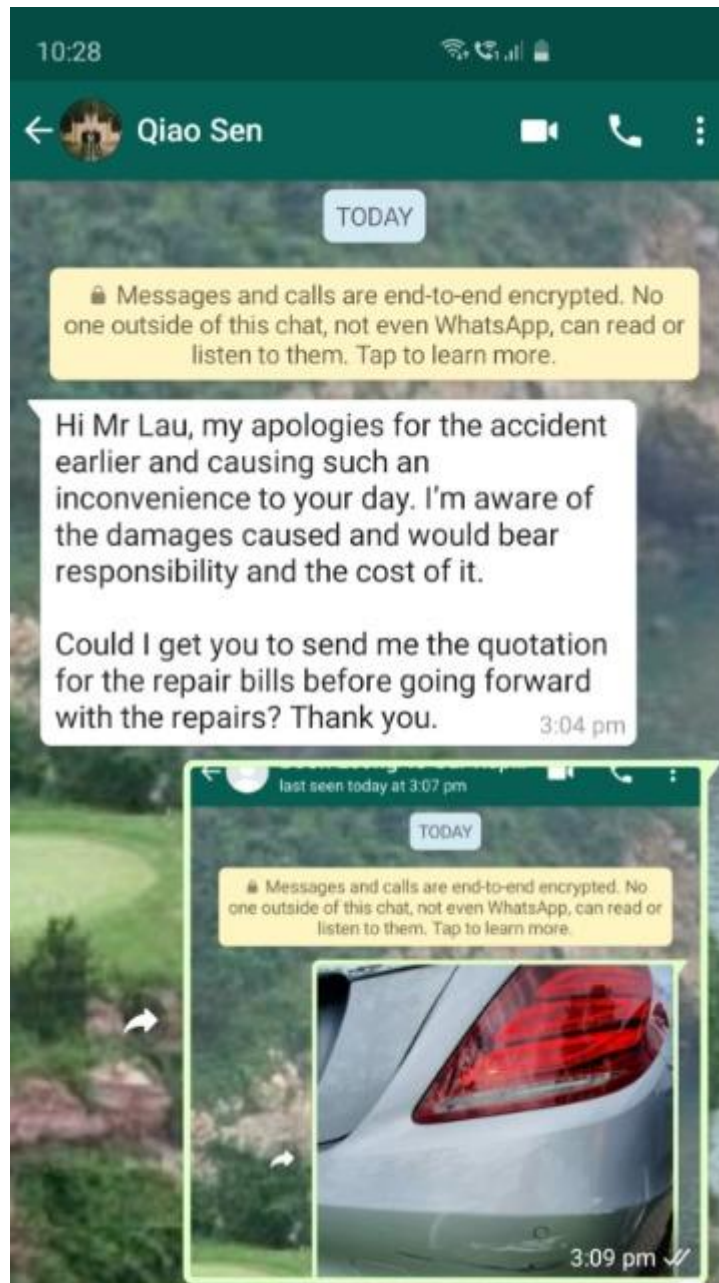 10:28
Qiao Sen
TODAY
Messages and calls are end-to-end encrypted. No
one outside of this chat, not even WhatsApp, can read or
listen to them. Tap to learn more.
Hi Mr Lau, my apologies for the accident
earlier and causing such an
inconvenience to your day. I'm aware of
the damages caused and would bear
responsibility and the cost of it.
Could I get you to send me the quotation
for the repair bills before going forward
with the repairs? Thank you.
3:04 pm
last seen today at 3:07 pm
TODAY
Messages and calls are end-to-end encrypted. No
one outside of this chat, not even WhatsApp, can read or
listen to them. Tap to learn more.
3:09 pm